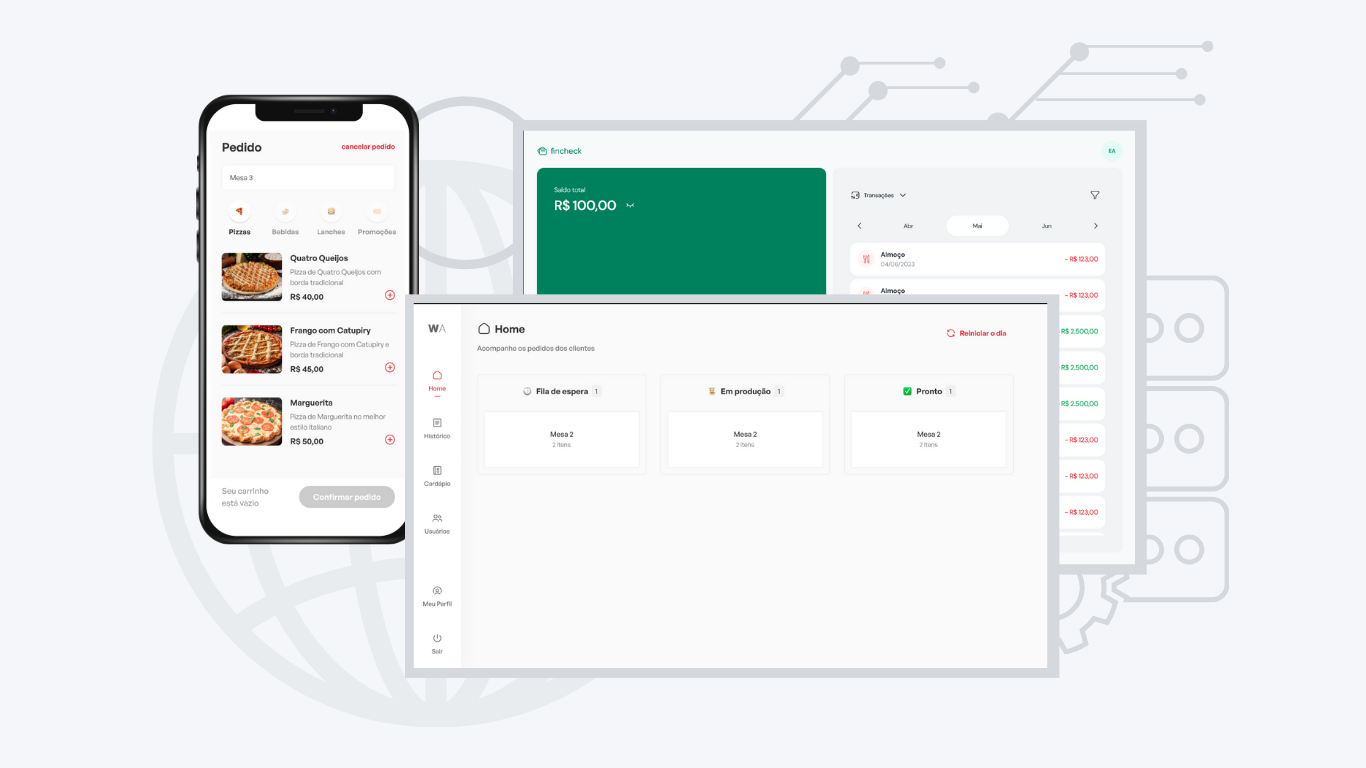 Pedido
cancelar pedido
Mesa 3
Pizzas
Bebidas
Lanches
Promoções
Quatro Queijos
Pizza de Quatro Queijos com
borda tradicional
R$ 40,00
Frango com Catupiry
Pizza de Frango com Catupiry e
borda tradicional
R$ 45,00
Marguerita
Pizza de Marguerita no melhor
estilo italiano
R$ 50,00
Seu carrinho
está vazio
Confirmar pedido
fincheck
EA
Saldo total
R$ 100,00
Transações
Abr
Mai
Jun
Almoço
04/06/2023
- R$ 123,00
Almoço
- R$ 123,00
R$ 2.500,00
R$ 2.500,00
R$ 2.500,00
- R$ 123,00
- R$ 123,00
- R$ 123,00
WA
Home
Histórico
Cardápio
Usuários
Meu Perfil
Sair
Home
Acompanhe os pedidos dos clientes
Reiniciar o dia
Fila de espera 1
Mesa 2
2 itens
Em produção 1
Mesa 2
2 itens
Pronto 1
Mesa 2
2 itens